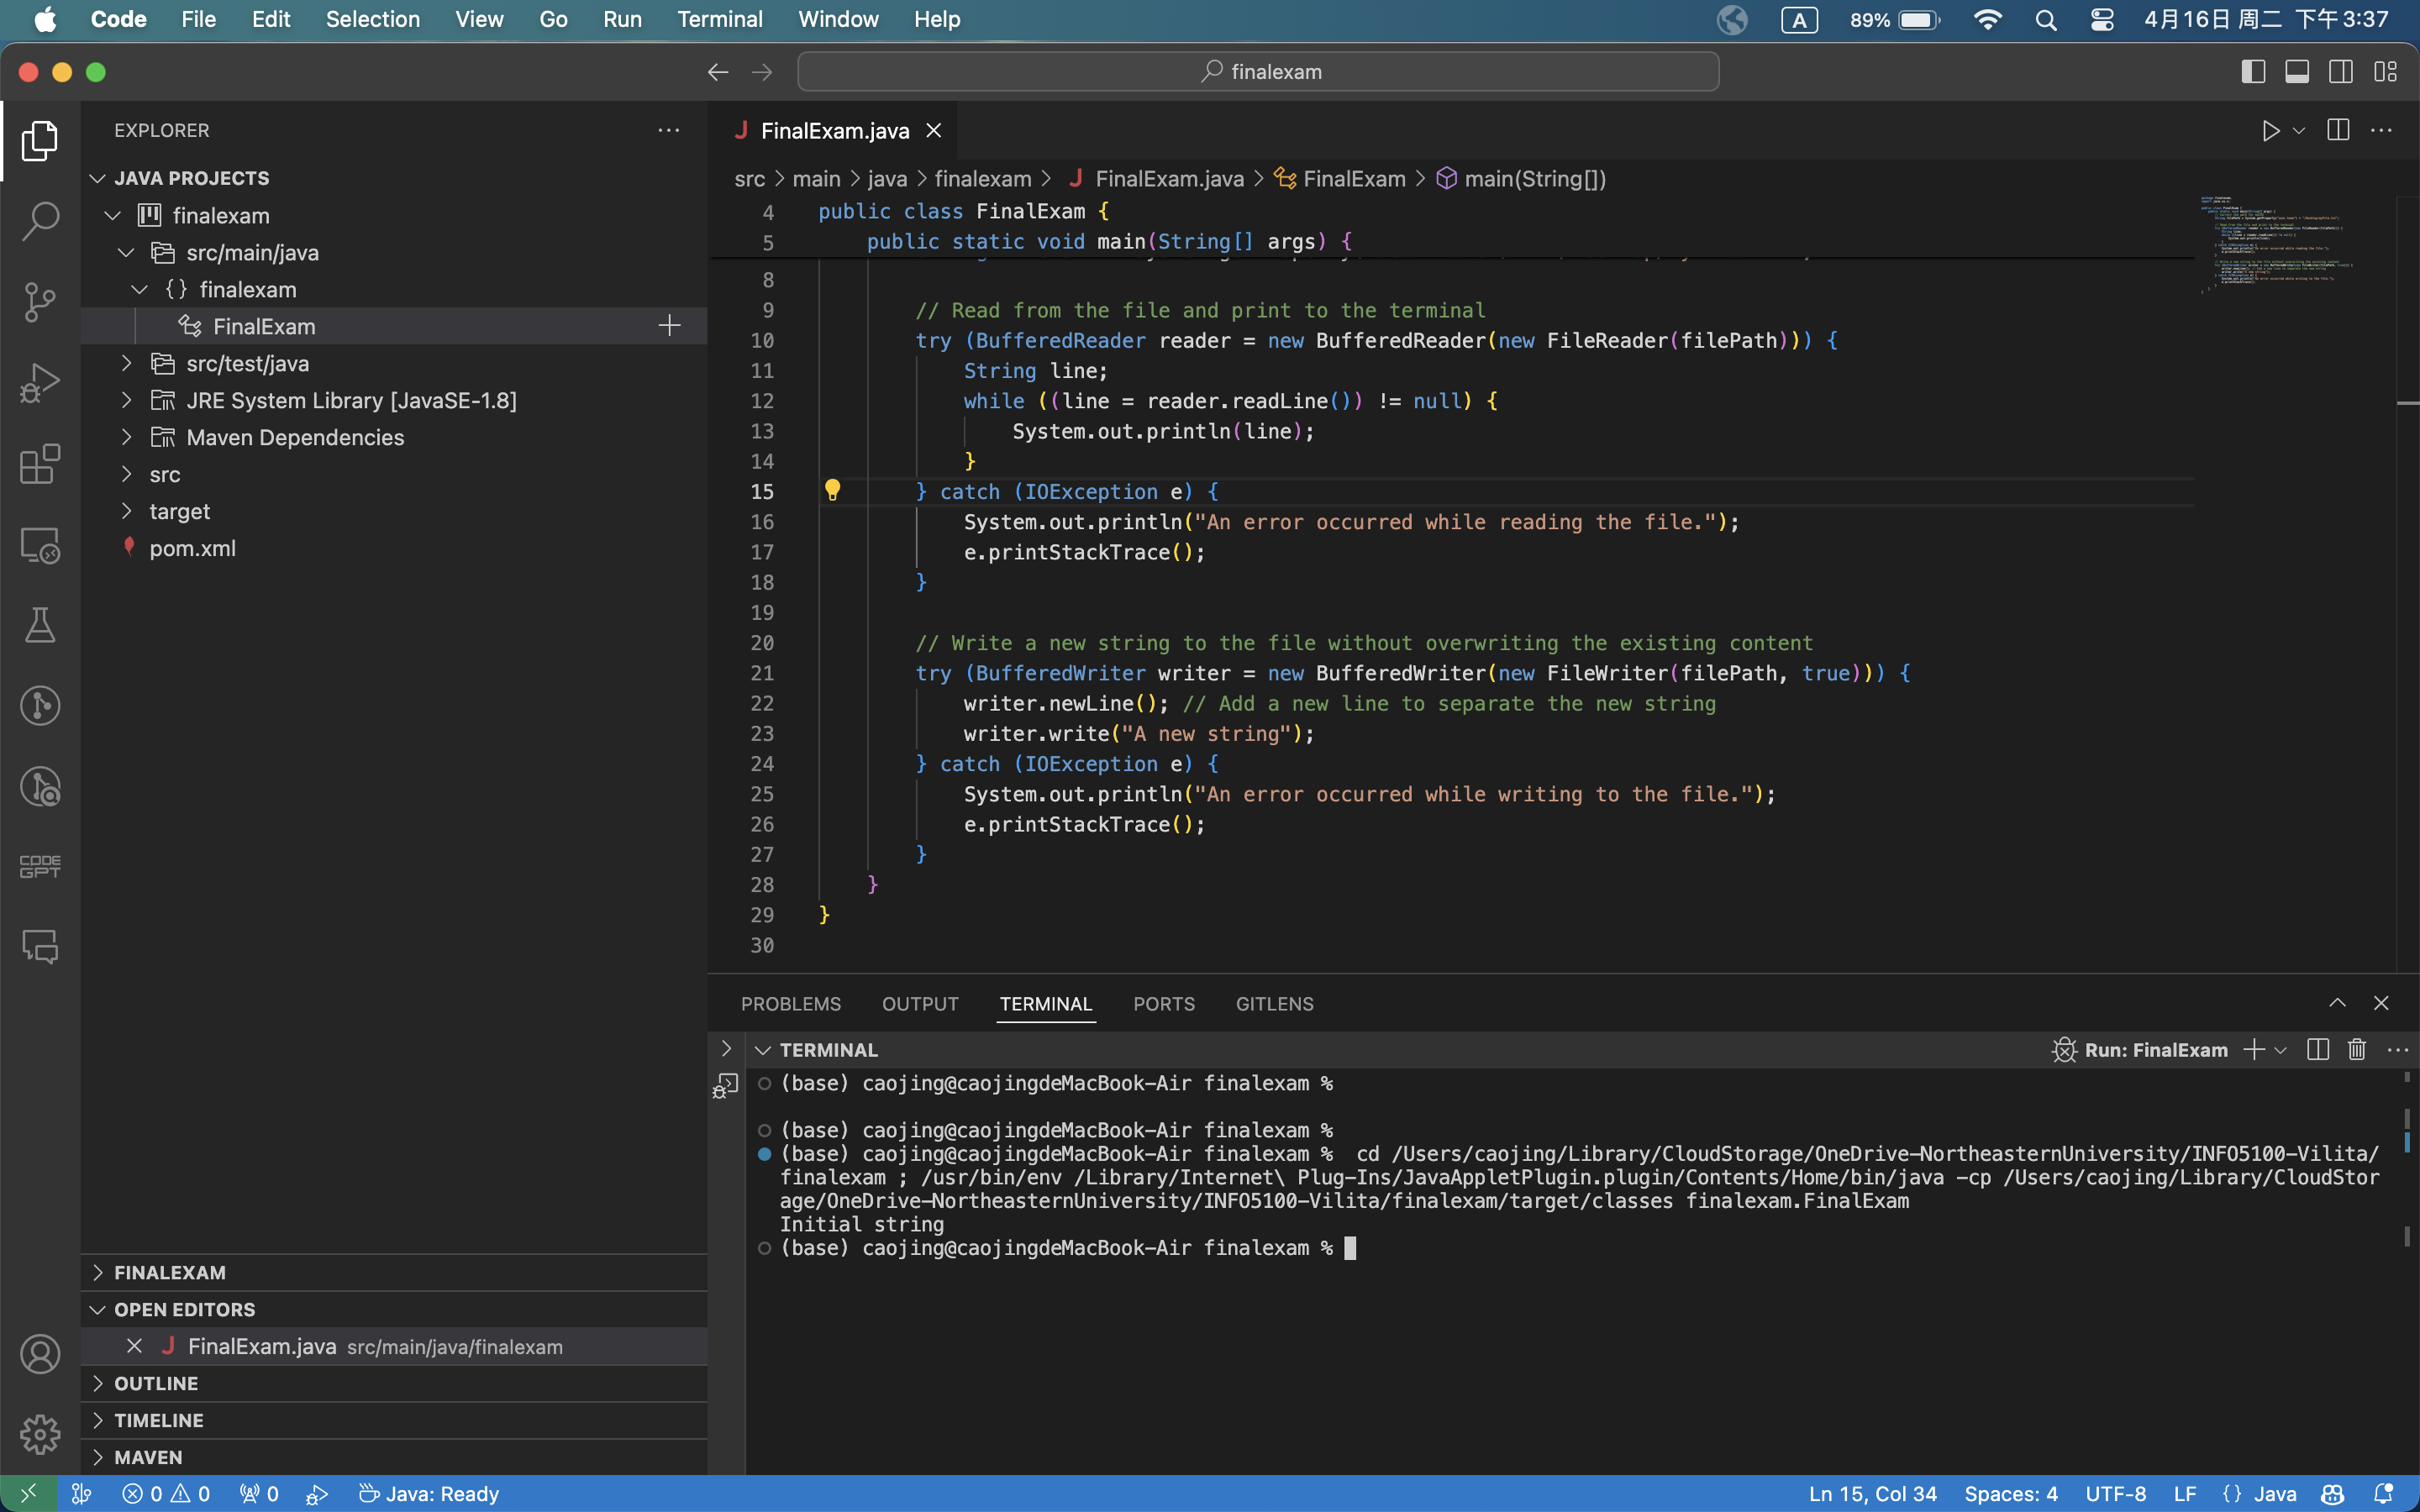 Code File Edit Selection View Go Run Terminal Window Help A 89% 4月16日 周二 下午3:37
finalexam
EXPLORER
JAVA PROJECTS
finalexam
src/main/java
{} finalexam
FinalExam
src/test/java
JRE System Library [JavaSE-1.8]
Maven Dependencies
src
target
pom.xml
FINALEXAM
OPEN EDITORS
J FinalExam.java src/main/java/finalexam
OUTLINE
TIMELINE
MAVEN
CODE
GPT
J FinalExam.java
src > main > java > finalexam > J FinalExam.java > FinalExam > main(String[])
4 public class FinalExam {
5 public static void main(String[] args) {
8
9 // Read from the file and print to the terminal
10 try (BufferedReader reader = new BufferedReader(new FileReader(filePath))) {
11 String line;
12 while ((line = reader.readLine()) != null) {
13 System.out.println(line);
14 }
15 } catch (IOException e) {
16 System.out.println("An error occurred while reading the file.");
17 e.printStackTrace();
18 }
19
20 // Write a new string to the file without overwriting the existing content
21 try (BufferedWriter writer = new BufferedWriter(new FileWriter(filePath, true))) {
22 writer.newLine(); // Add a new line to separate the new string
23 writer.write("A new string");
24 } catch (IOException e) {
25 System.out.println("An error occurred while writing to the file.");
26 e.printStackTrace();
27 }
28 }
29 }
30
PROBLEMS OUTPUT TERMINAL PORTS GITLENS
TERMINAL Run: FinalExam
(base) caojing@caojingdeMacBook-Air finalexam %
(base) caojing@caojingdeMacBook-Air finalexam %
(base) caojing@caojingdeMacBook-Air finalexam % cd /Users/caojing/Library/CloudStorage/OneDrive-NortheasternUniversity/INFO5100-Vilita/
finalexam ; /usr/bin/env /Library/Internet\ Plug-Ins/JavaAppletPlugin.plugin/Contents/Home/bin/java -cp /Users/caojing/Library/CloudStor
age/OneDrive-NortheasternUniversity/INFO5100-Vilita/finalexam/target/classes finalexam.FinalExam
Initial string
(base) caojing@caojingdeMacBook-Air finalexam %
0 0 0 Java: Ready Ln 15, Col 34 Spaces: 4 UTF-8 LF {} Java